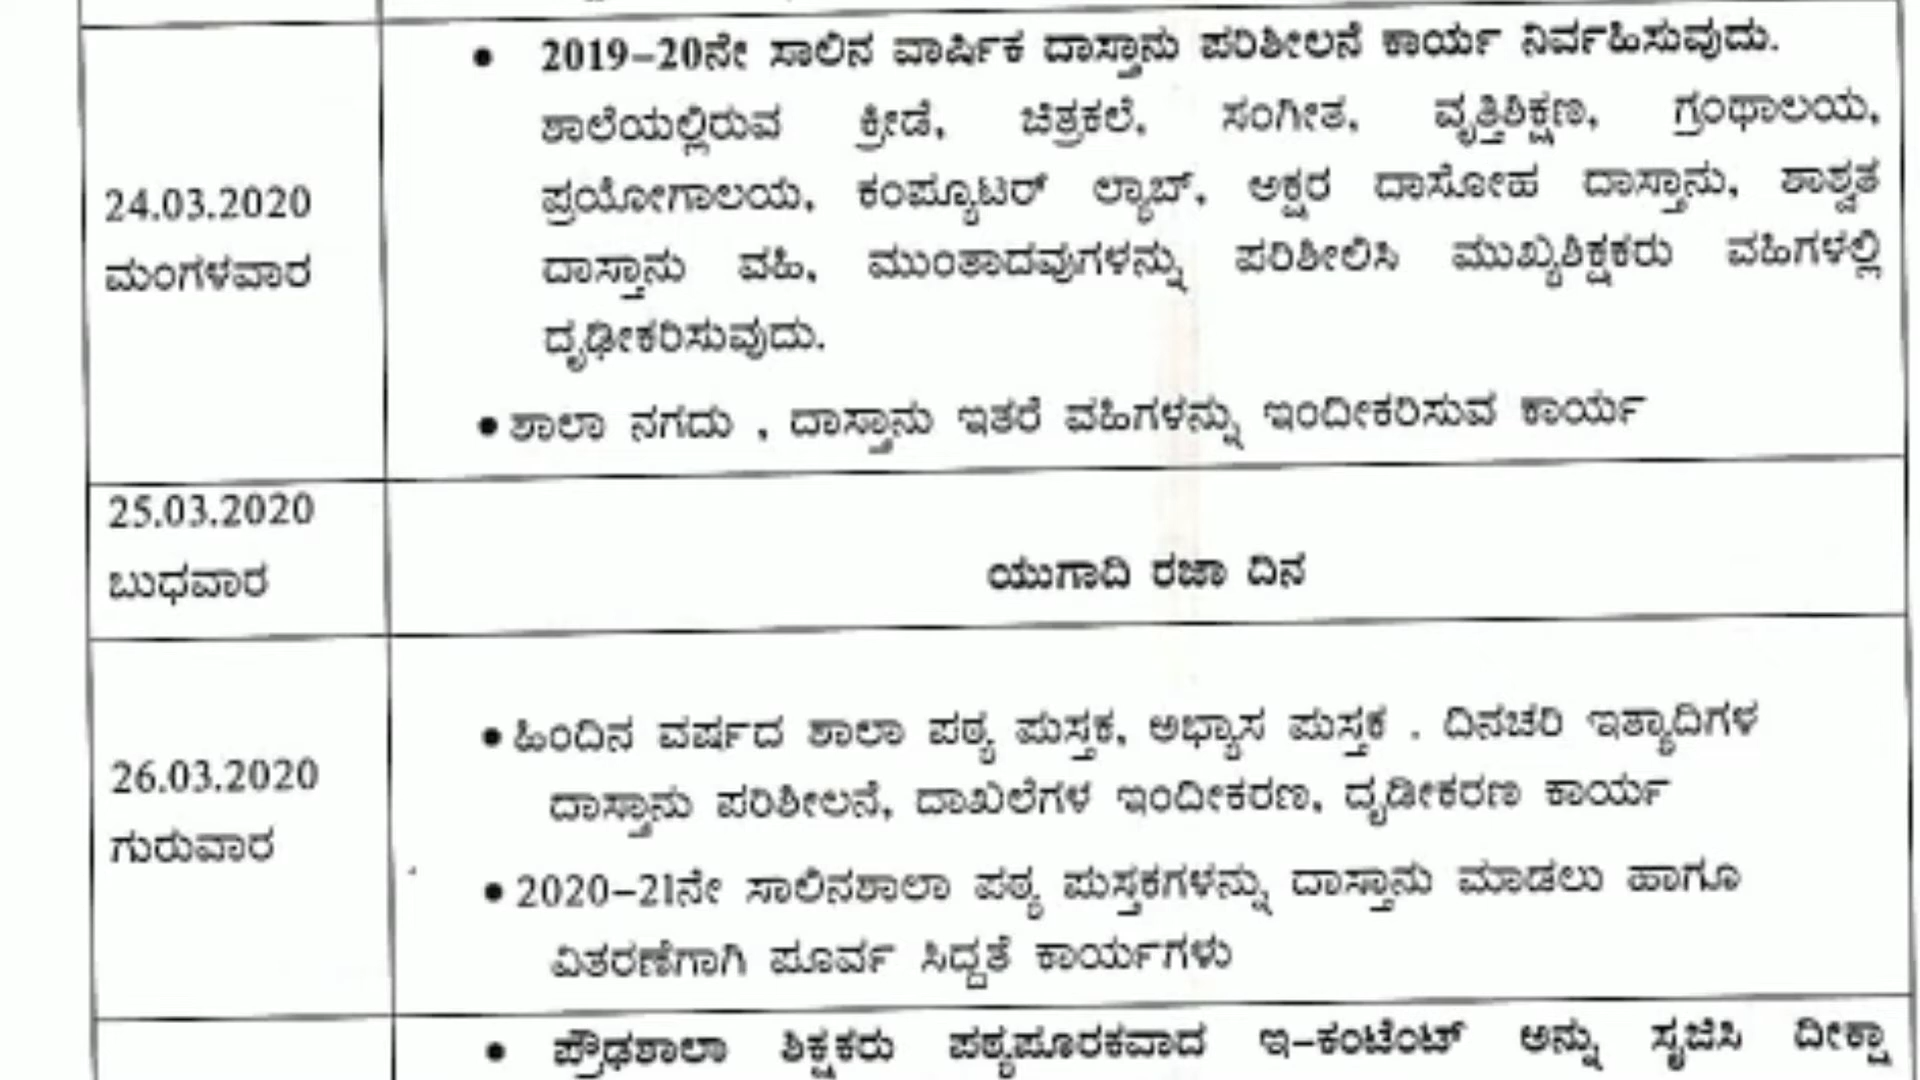 2019-20ನೇ ಸಾಲಿನ ವಾರ್ಷಿಕ ದಾಸ್ತಾನು ಪರಿಶೀಲನೆ ಕಾರ್ಯ ನಿರ್ವಹಿಸುವುದು.
ಶಾಲೆಯಲ್ಲಿರುವ ಕ್ರೀಡೆ, ಚಿತ್ರಕಲೆ, ಸಂಗೀತ, ವೃತ್ತಿಶಿಕ್ಷಣ, ಗ್ರಂಥಾಲಯ,
ಪ್ರಯೋಗಾಲಯ, ಕಂಪ್ಯೂಟರ್ ಲ್ಯಾಬ್, ಅಕ್ಷರ ದಾಸೋಹ ದಾಸ್ತಾನು, ಶಾಶ್ವತ
24.03.2020
ಮಂಗಳವಾರ
ದಾಸ್ತಾನು ವಹಿ, ಮುಂತಾದವುಗಳನ್ನು ಪರಿಶೀಲಿಸಿ ಮುಖ್ಯಶಿಕ್ಷಕರು ವಹಿಗಳಲ್ಲಿ
ದೃಢೀಕರಿಸುವುದು.
ಶಾಲಾ ನಗದು , ದಾಸ್ತಾನು ಇತರೆ ವಹಿಗಳನ್ನು ಇಂದೀಕರಿಸುವ ಕಾರ್ಯ
25.03.2020
ಬುಧವಾರ
ಯುಗಾದಿ ರಜಾ ದಿನ
26.03.2020
ಗುರುವಾರ
ಹಿಂದಿನ ವರ್ಷದ ಶಾಲಾ ಪಠ್ಯ ಪುಸ್ತಕ, ಅಭ್ಯಾಸ ಪುಸ್ತಕ . ದಿನಚರಿ ಇತ್ಯಾದಿಗಳ
ದಾಸ್ತಾನು ಪರಿಶೀಲನೆ, ದಾಖಲೆಗಳ ಇಂದೀಕರಣ, ದೃಡೀಕರಣ ಕಾರ್ಯ
2020-21ನೇ ಸಾಲಿನಶಾಲಾ ಪಠ್ಯ ಪುಸ್ತಕಗಳನ್ನು ದಾಸ್ತಾನು ಮಾಡಲು ಹಾಗೂ
ವಿತರಣೆಗಾಗಿ ಪೂರ್ವ ಸಿದ್ದತೆ ಕಾರ್ಯಗಳು
ಪ್ರೌಢಶಾಲಾ ಶಿಕ್ಷಕರು ಪಠ್ಯಪೂರಕವಾದ ಇ-ಕಂಟೆಂಟ್ ಅನ್ನು ಸೃಜಿಸಿ ದೀಕ್ಷಾ